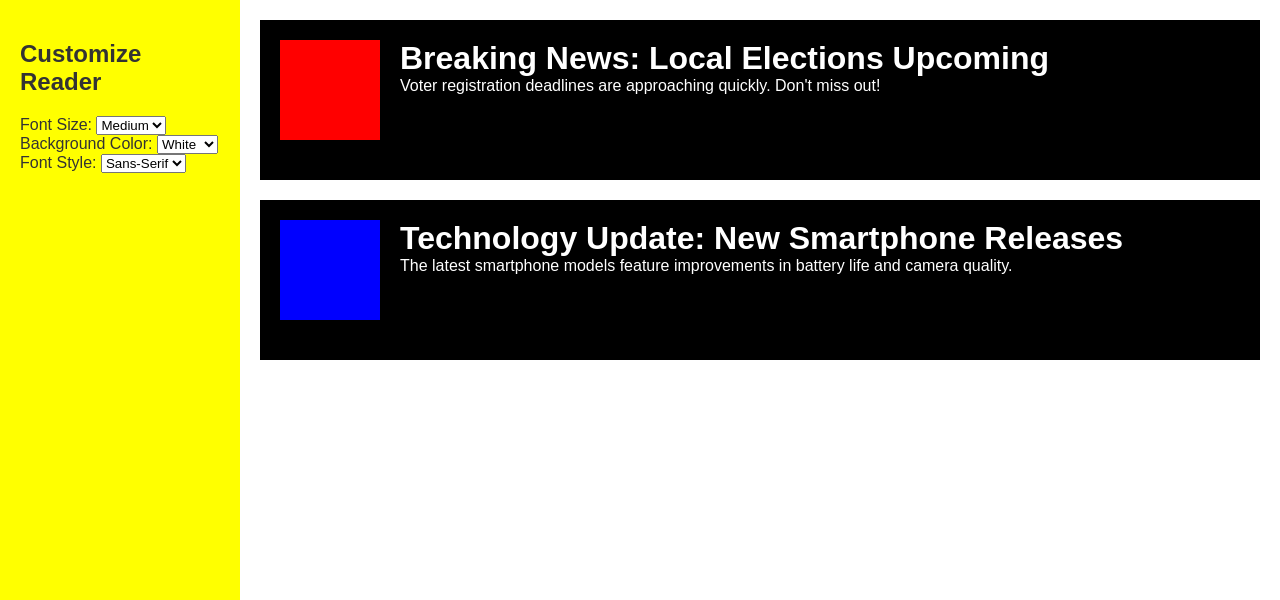 Customize
Reader
Font Size: Medium
Background Color: White
Font Style: Sans-Serif
Breaking News: Local Elections Upcoming
Voter registration deadlines are approaching quickly. Don't miss out!
Technology Update: New Smartphone Releases
The latest smartphone models feature improvements in battery life and camera quality.